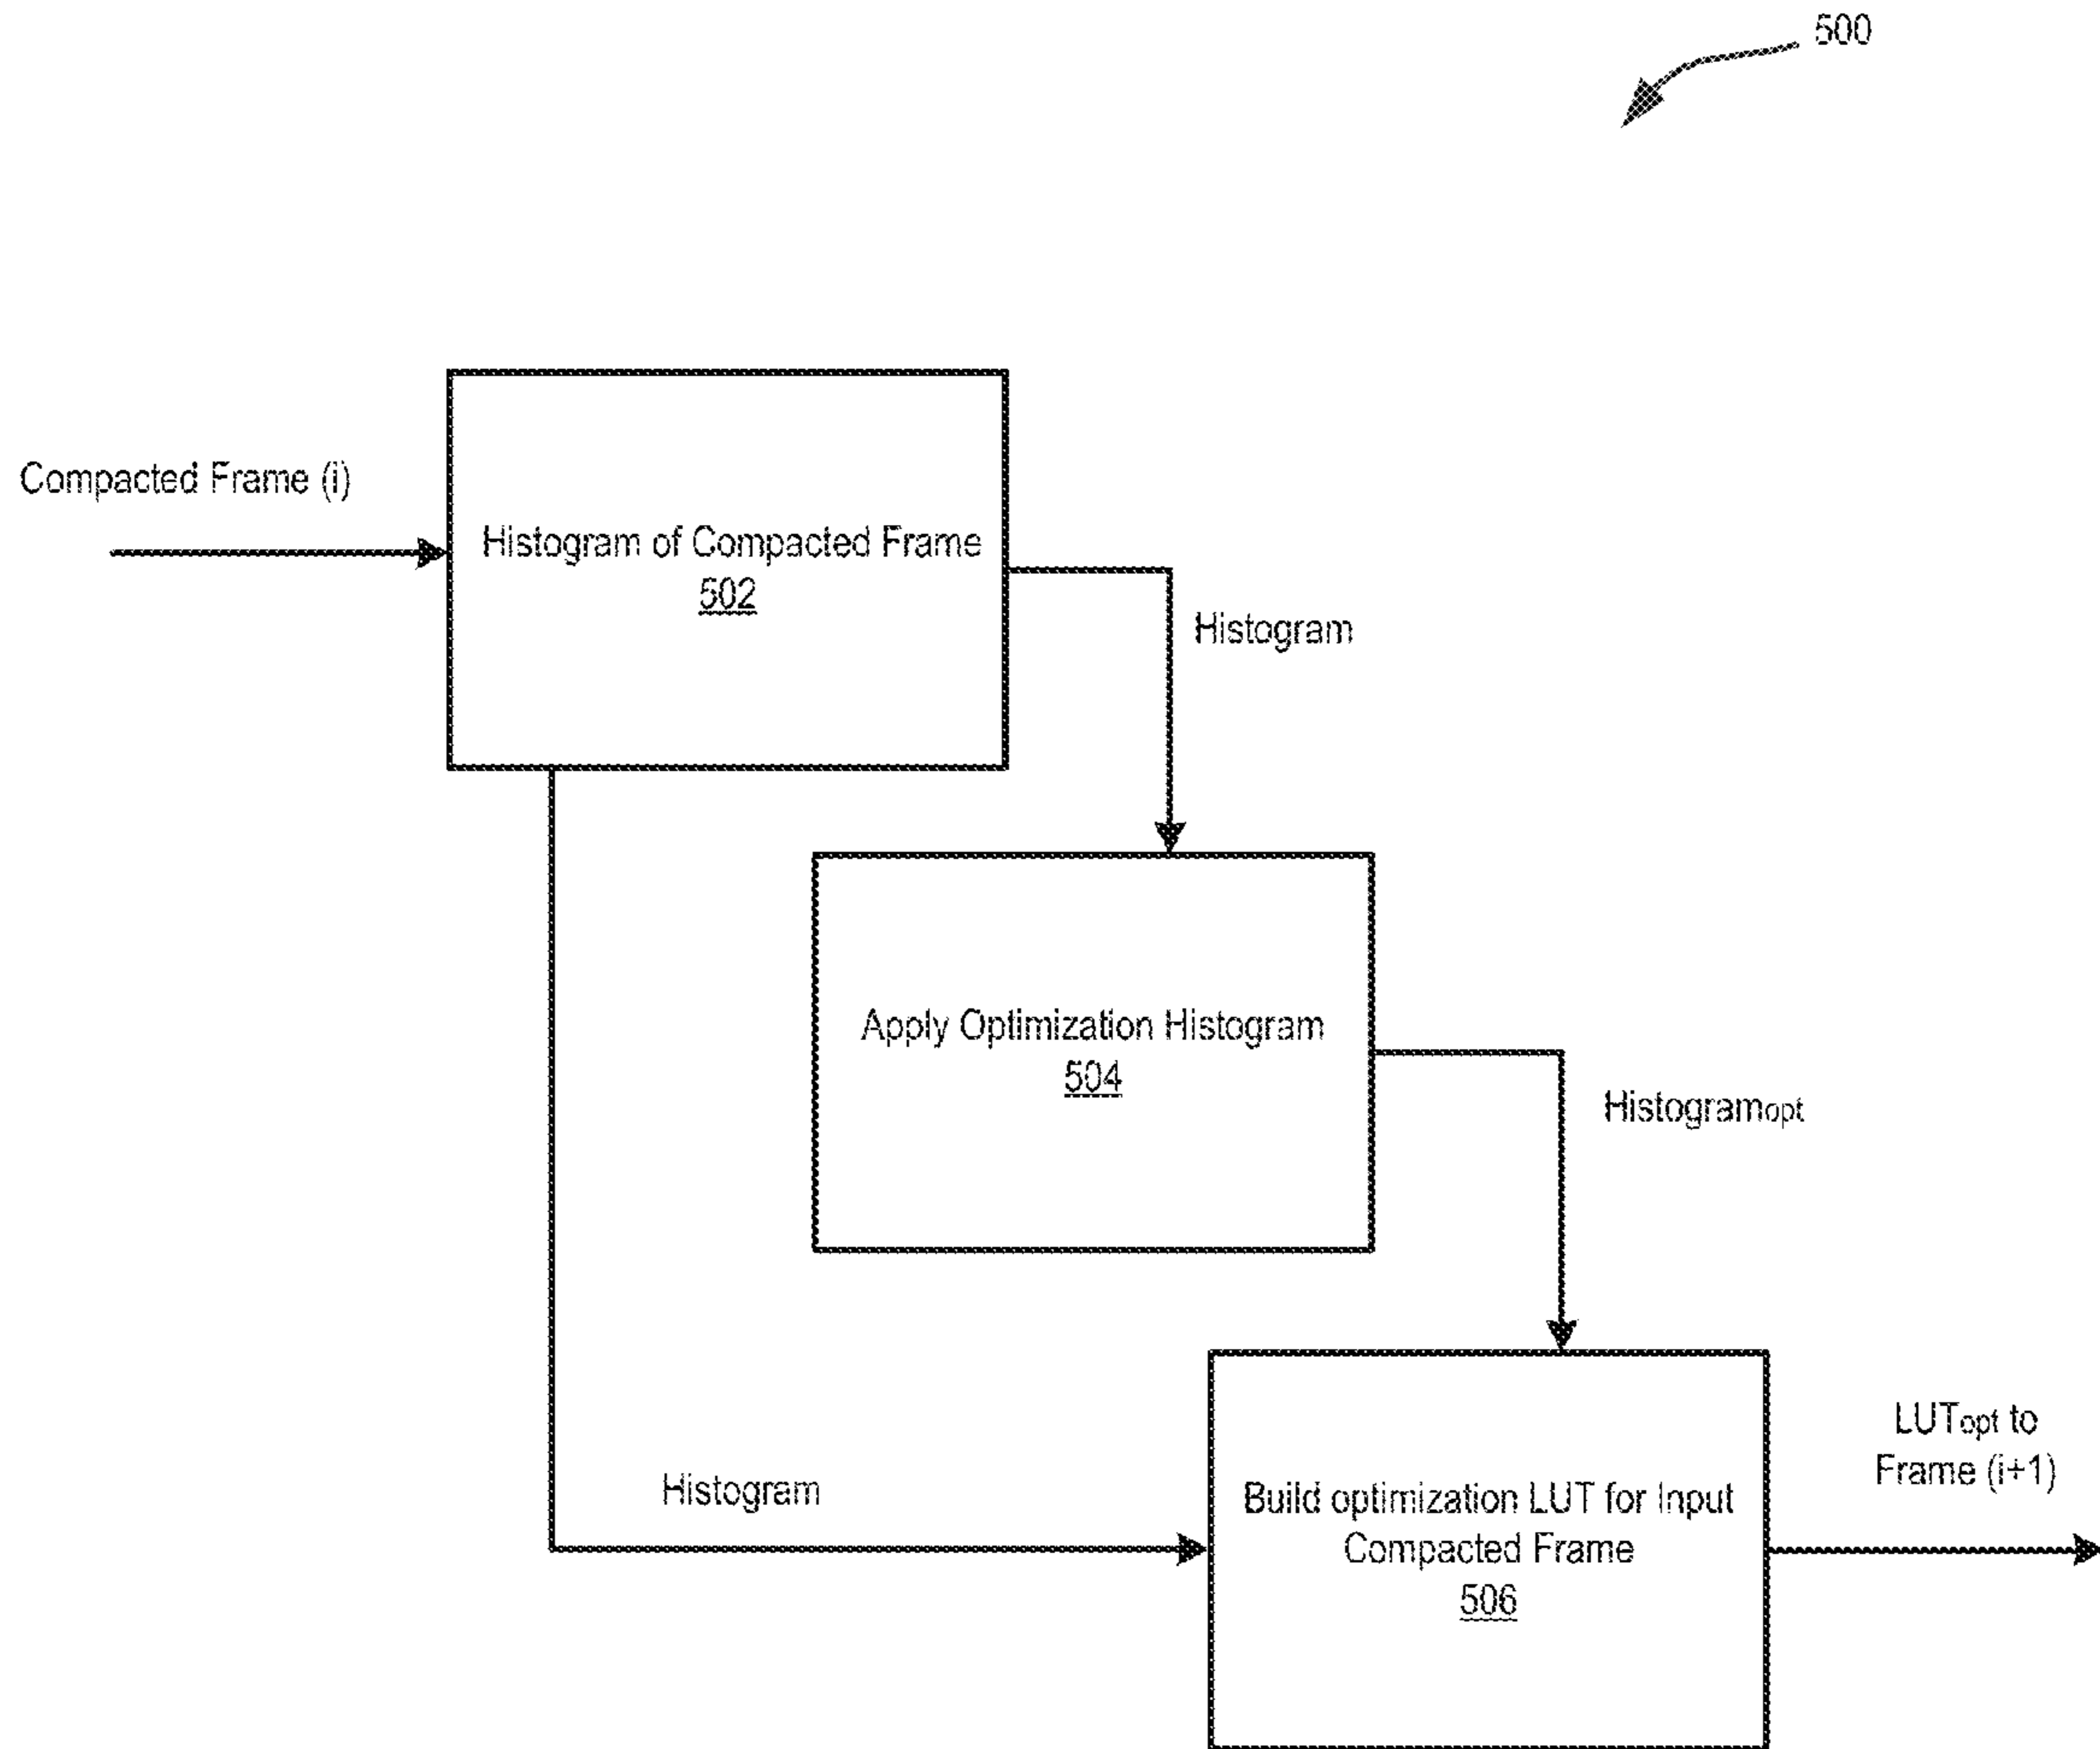 500
Compacted Frame (i)
Histogram of Compacted Frame
502
Histogram
Apply Optimization Histogram
504
Histogramopt
LUTopt to
Frame (i+1)
Histogram
Build optimization LUT for Input
Compacted Frame
506